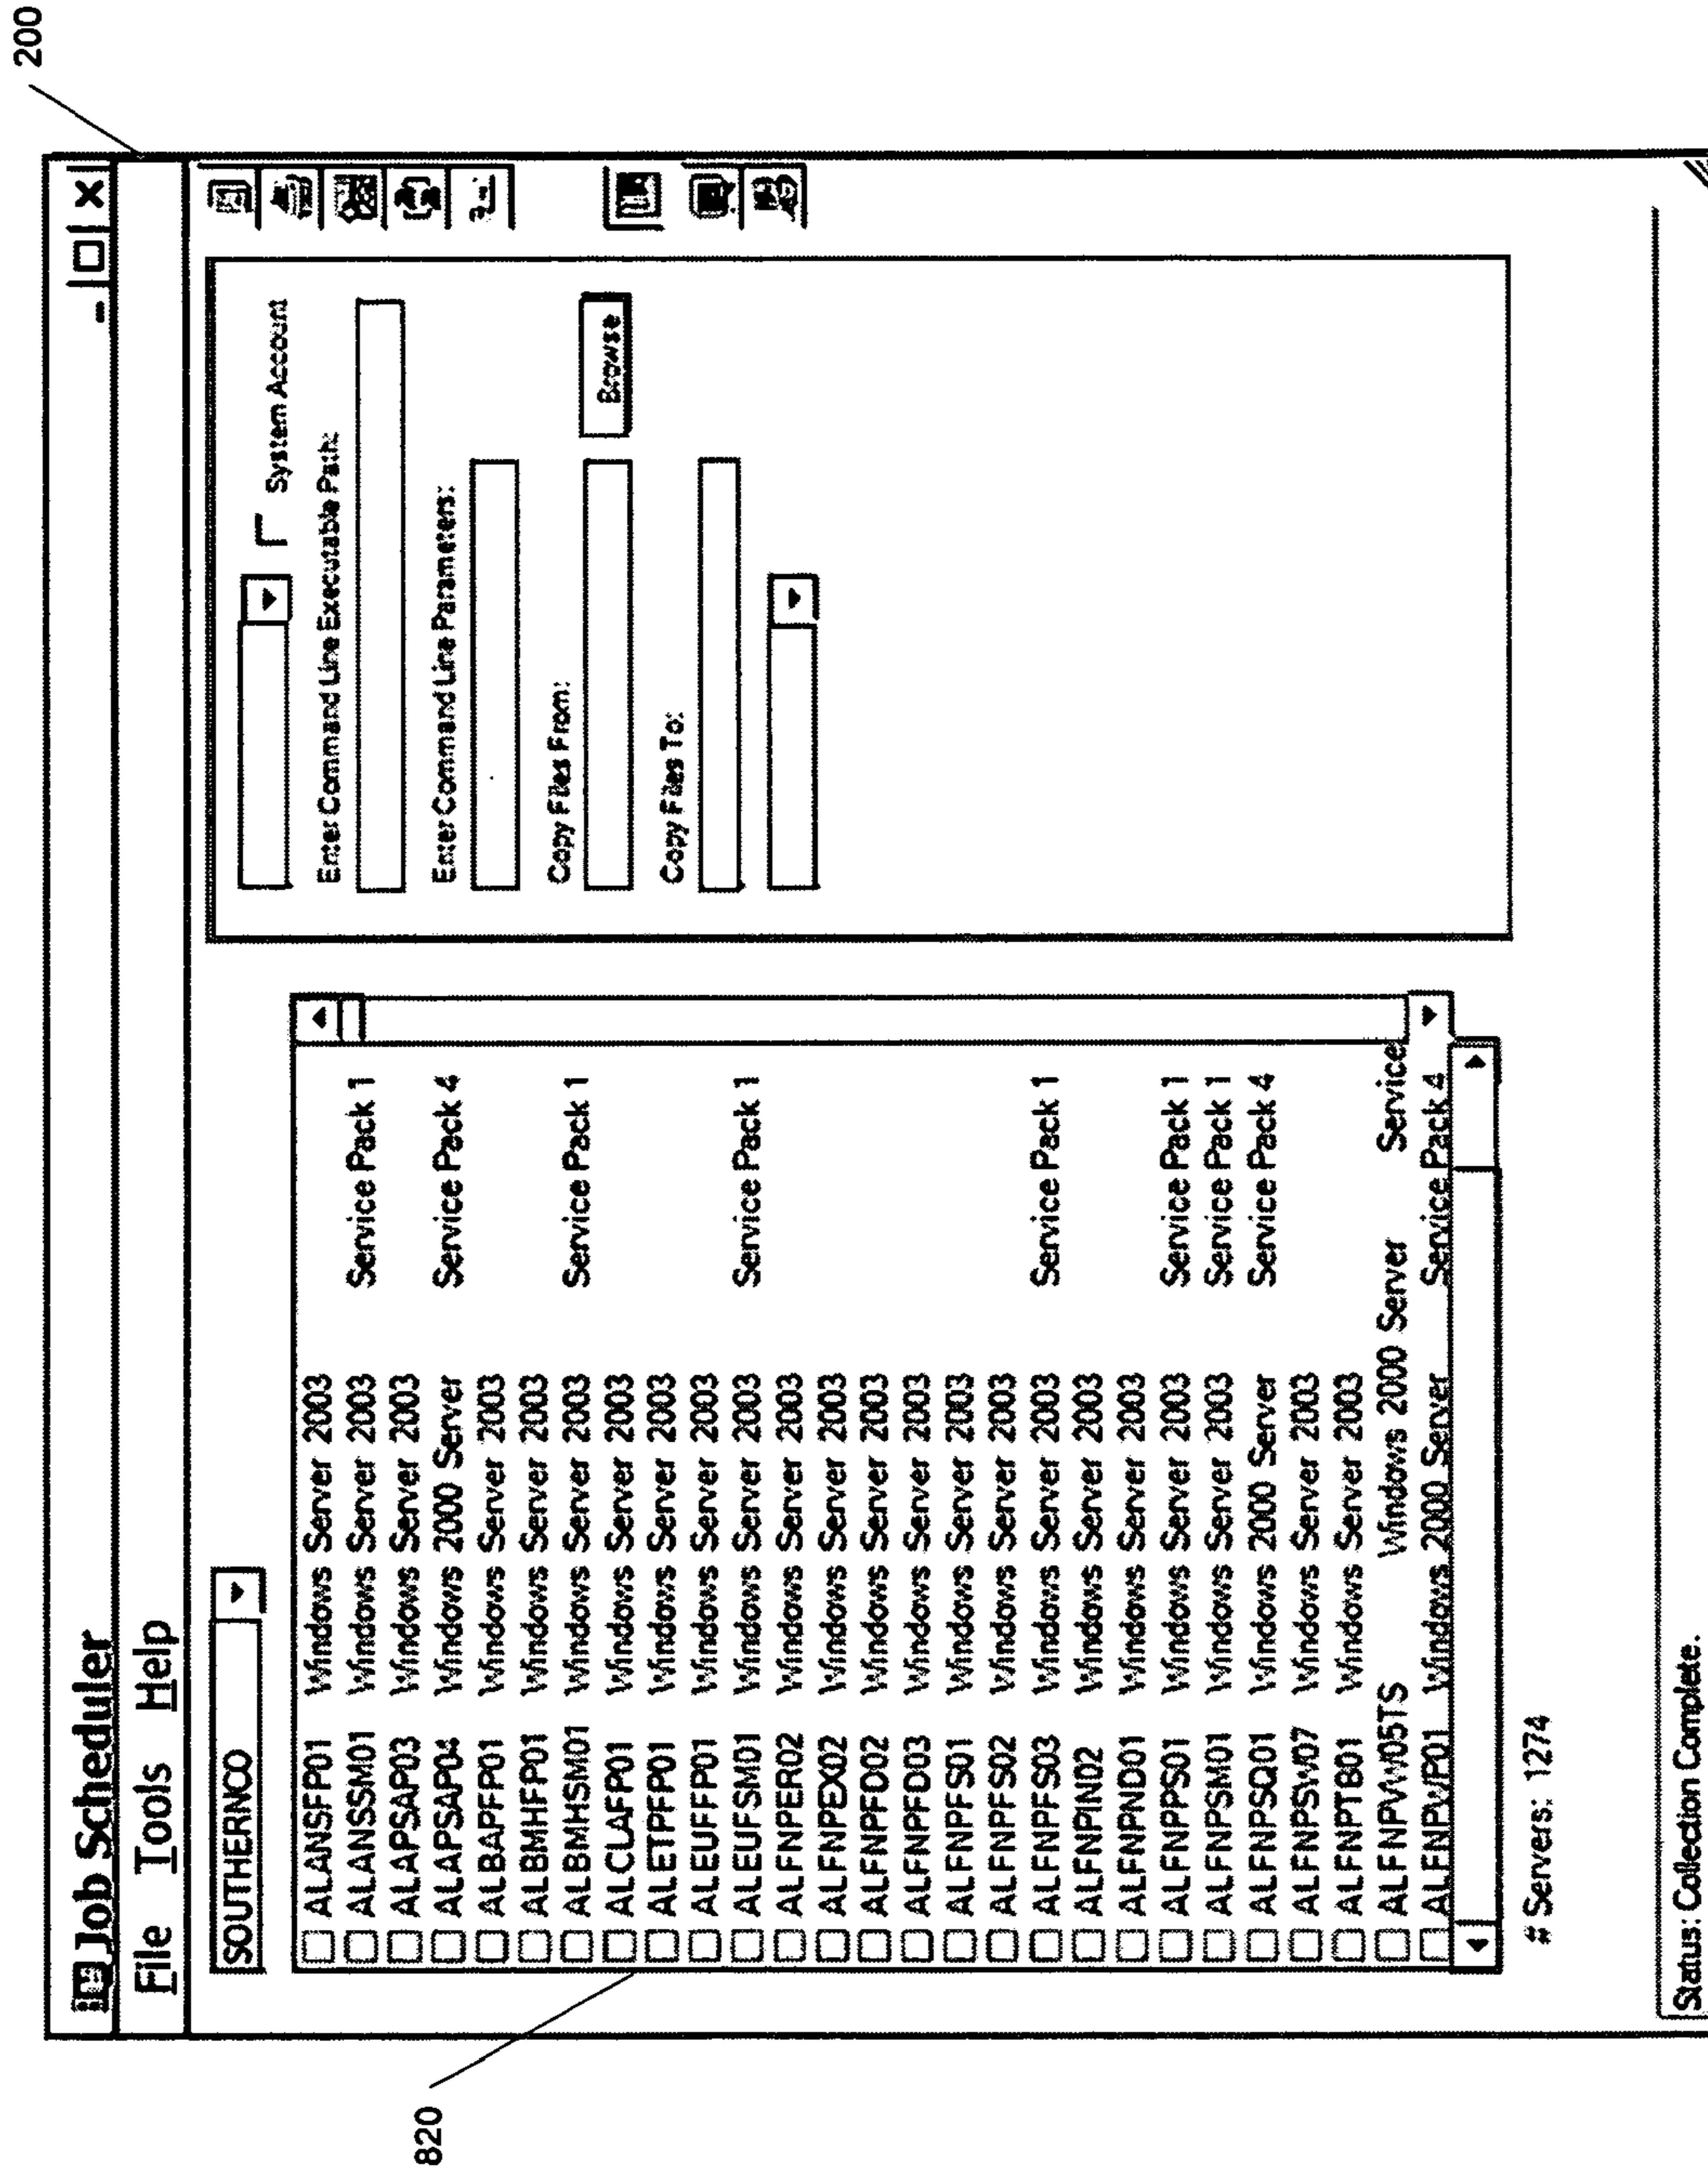 200
Job Scheduler
File Tools Help
SOUTHERNCO
ALANSFP01 Windows Server 2003
ALANSSM01 Windows Server 2003 Service Pack 1
ALAPSAP03 Windows Server 2003
ALAPSAP04 Windows 2000 Server Service Pack 4
ALBAPFP01 Windows Server 2003
ALBMHFP01 Windows Server 2003
ALBMHSM01 Windows Server 2003 Service Pack 1
ALCLAFP01 Windows Server 2003
ALETPFP01 Windows Server 2003
ALEUFFP01 Windows Server 2003
ALEUFSM01 Windows Server 2003 Service Pack 1
ALFNPER02 Windows Server 2003
ALFNPEX02 Windows Server 2003
ALFNPFD02 Windows Server 2003
ALFNPFD03 Windows Server 2003
ALFNPFS01 Windows Server 2003
ALFNPFS02 Windows Server 2003
ALFNPFS03 Windows Server 2003 Service Pack 1
ALFNPIN02 Windows Server 2003
ALFNPND01 Windows Server 2003
ALFNPPS01 Windows Server 2003 Service Pack 1
ALFNPSM01 Windows Server 2003 Service Pack 1
ALFNPSQ01 Windows 2000 Server Service Pack 4
ALFNPSW07 Windows Server 2003
ALFNPTB01 Windows Server 2003
ALFNPVW05TS Windows 2000 Server Service
ALFNPWP01 Windows 2000 Server Service Pack 4
# Servers: 1274
System Account
Enter Command Line Executable Path:
Enter Command Line Parameters:
Copy Files From:
Browse
Copy Files To:
Status: Collection Complete.
820